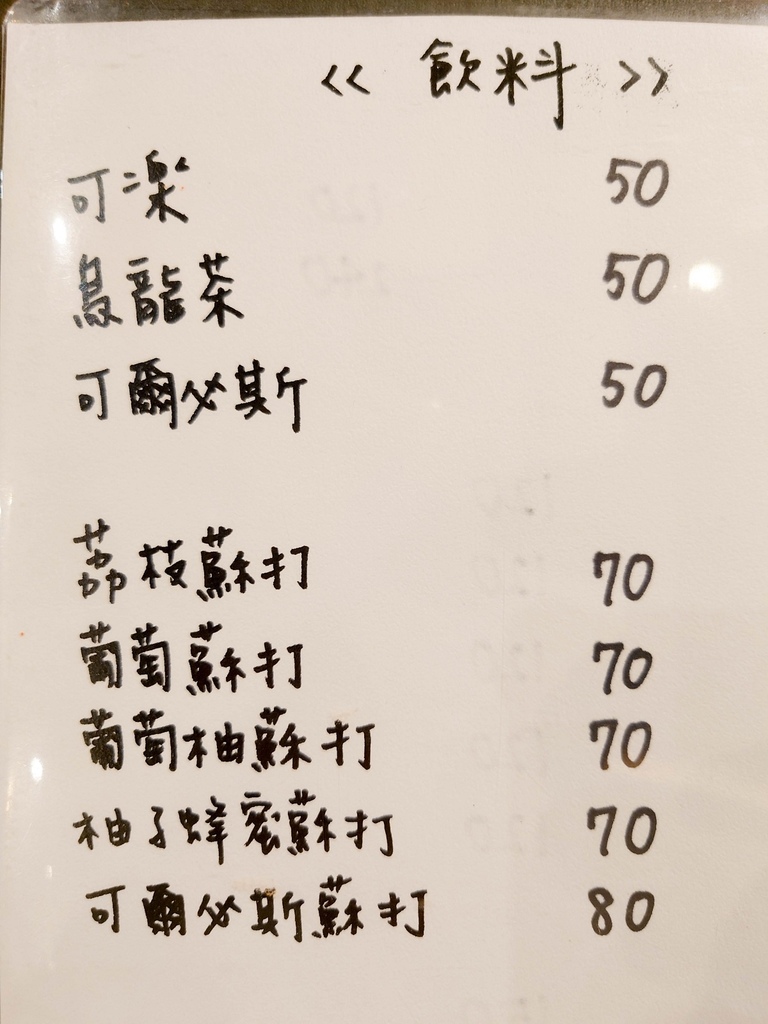 << 飲料 >>
可樂 50
烏龍茶 50
可爾必斯 50
荔枝蘇打 70
葡萄蘇打 70
葡萄柚蘇打 70
柚子蜂蜜蘇打 70
可爾必斯蘇打 80